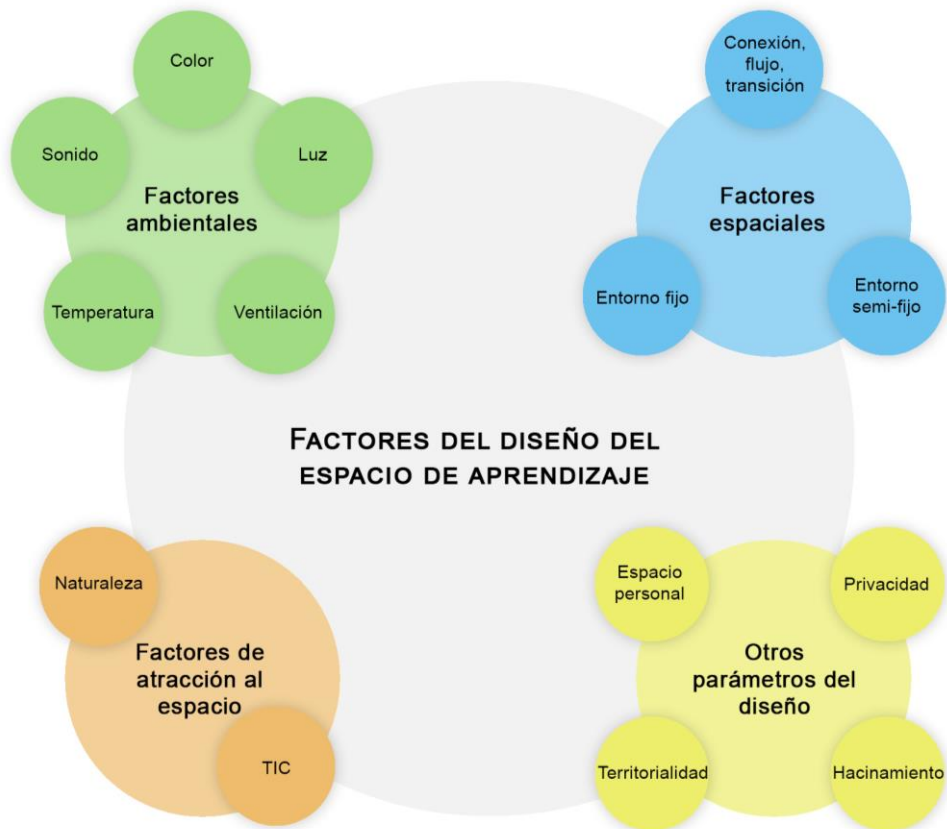 Color
Sonido
Luz
Factores
ambientales
Temperatura
Ventilación
Conexión,
flujo,
transición
Factores
espaciales
Entorno fijo
Entorno
semi-fijo
FACTORES DEL DISEÑO DEL
ESPACIO DE APRENDIZAJE
Naturaleza
Factores de
atracción al
espacio
TIC
Espacio
personal
Privacidad
Otros
parámetros del
diseño
Territorialidad
Hacinamiento